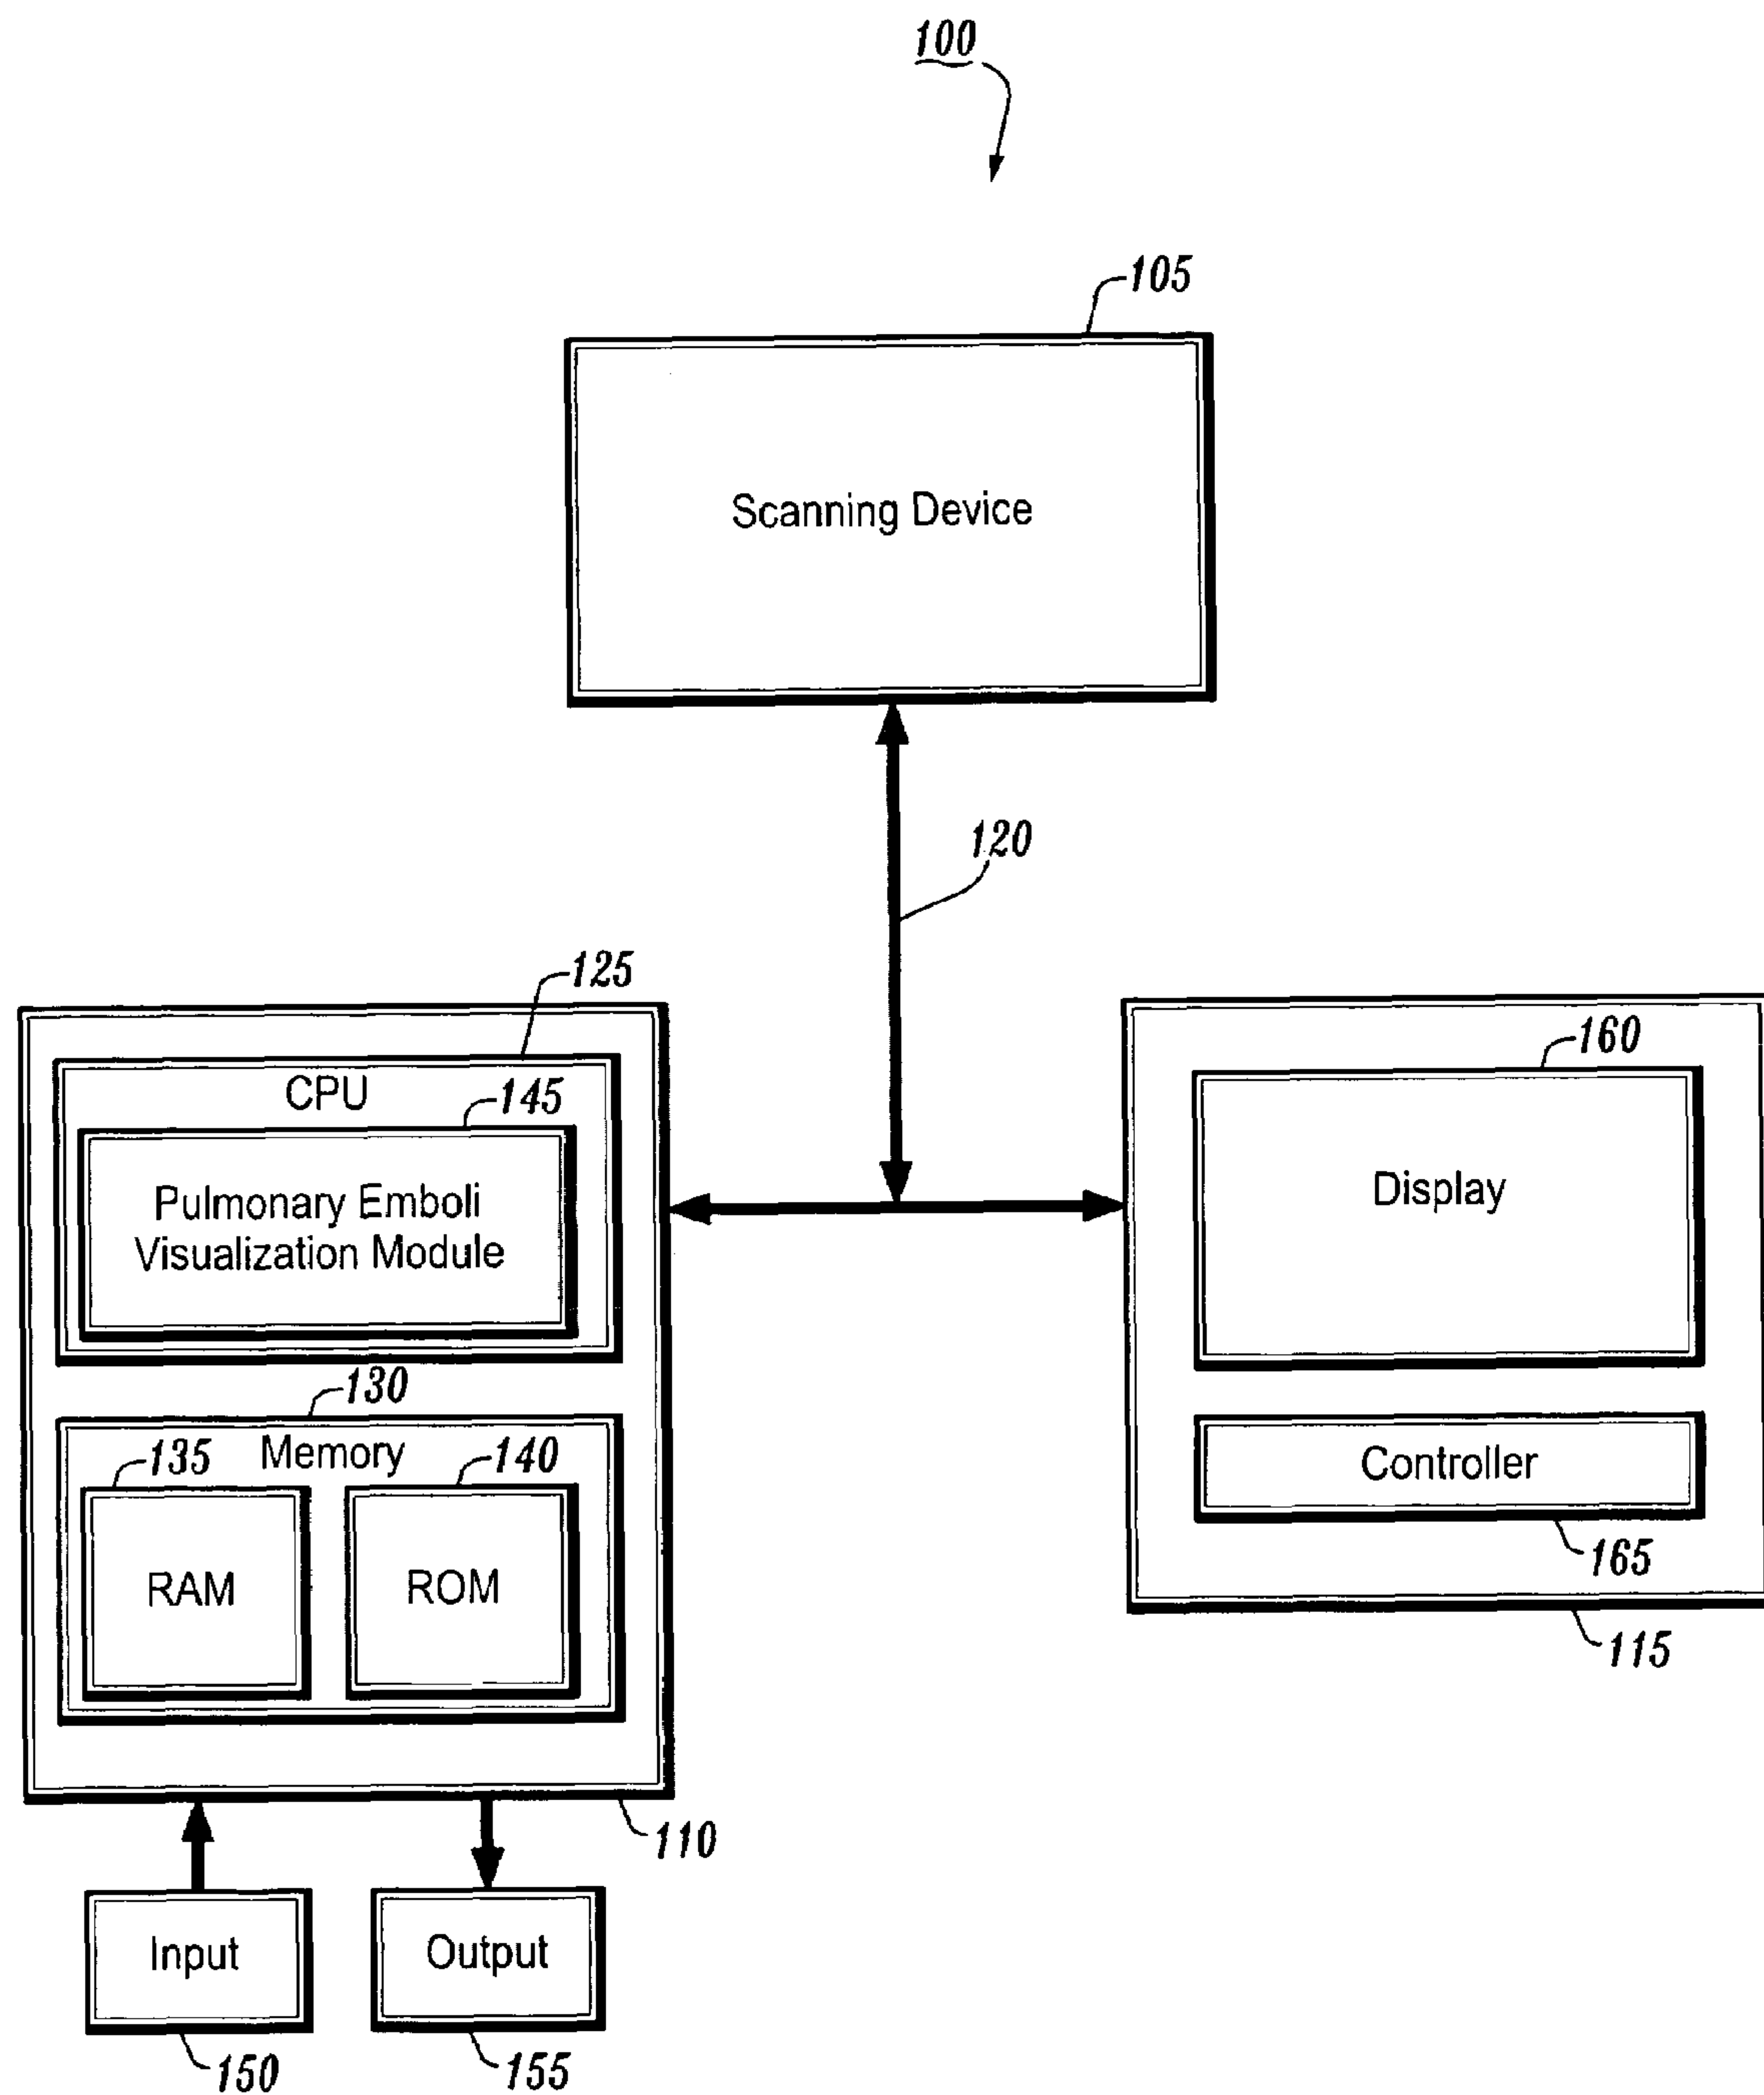 100
105
Scanning Device
120
125
CPU
145
Pulmonary Emboli
Visualization Module
130
Memory
135
140
RAM
ROM
110
Input
Output
150
155
160
Display
Controller
165
115